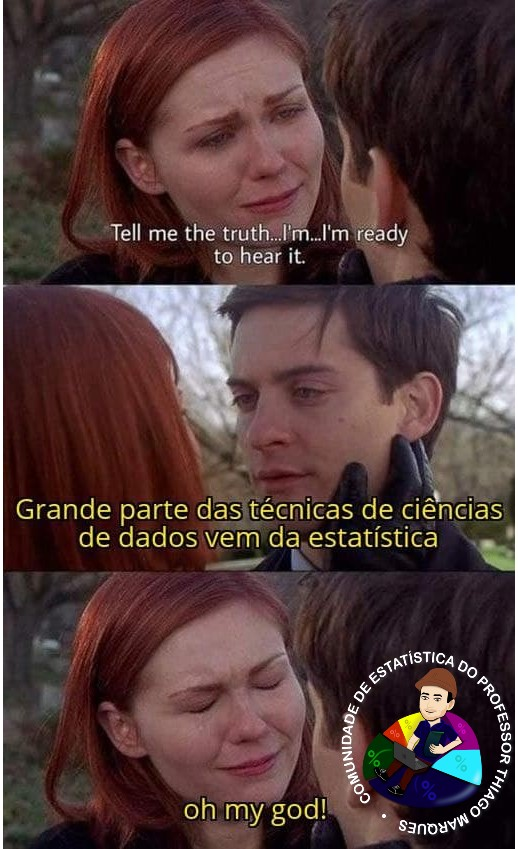 Tell me the truth...I'm...I'm ready
to hear it.
Grande parte das técnicas de ciências
de dados vem da estatística
COMUNIDADE DE ESTATÍSTICA DO PROFESSOR THIAGO MARQUES •
oh my god!